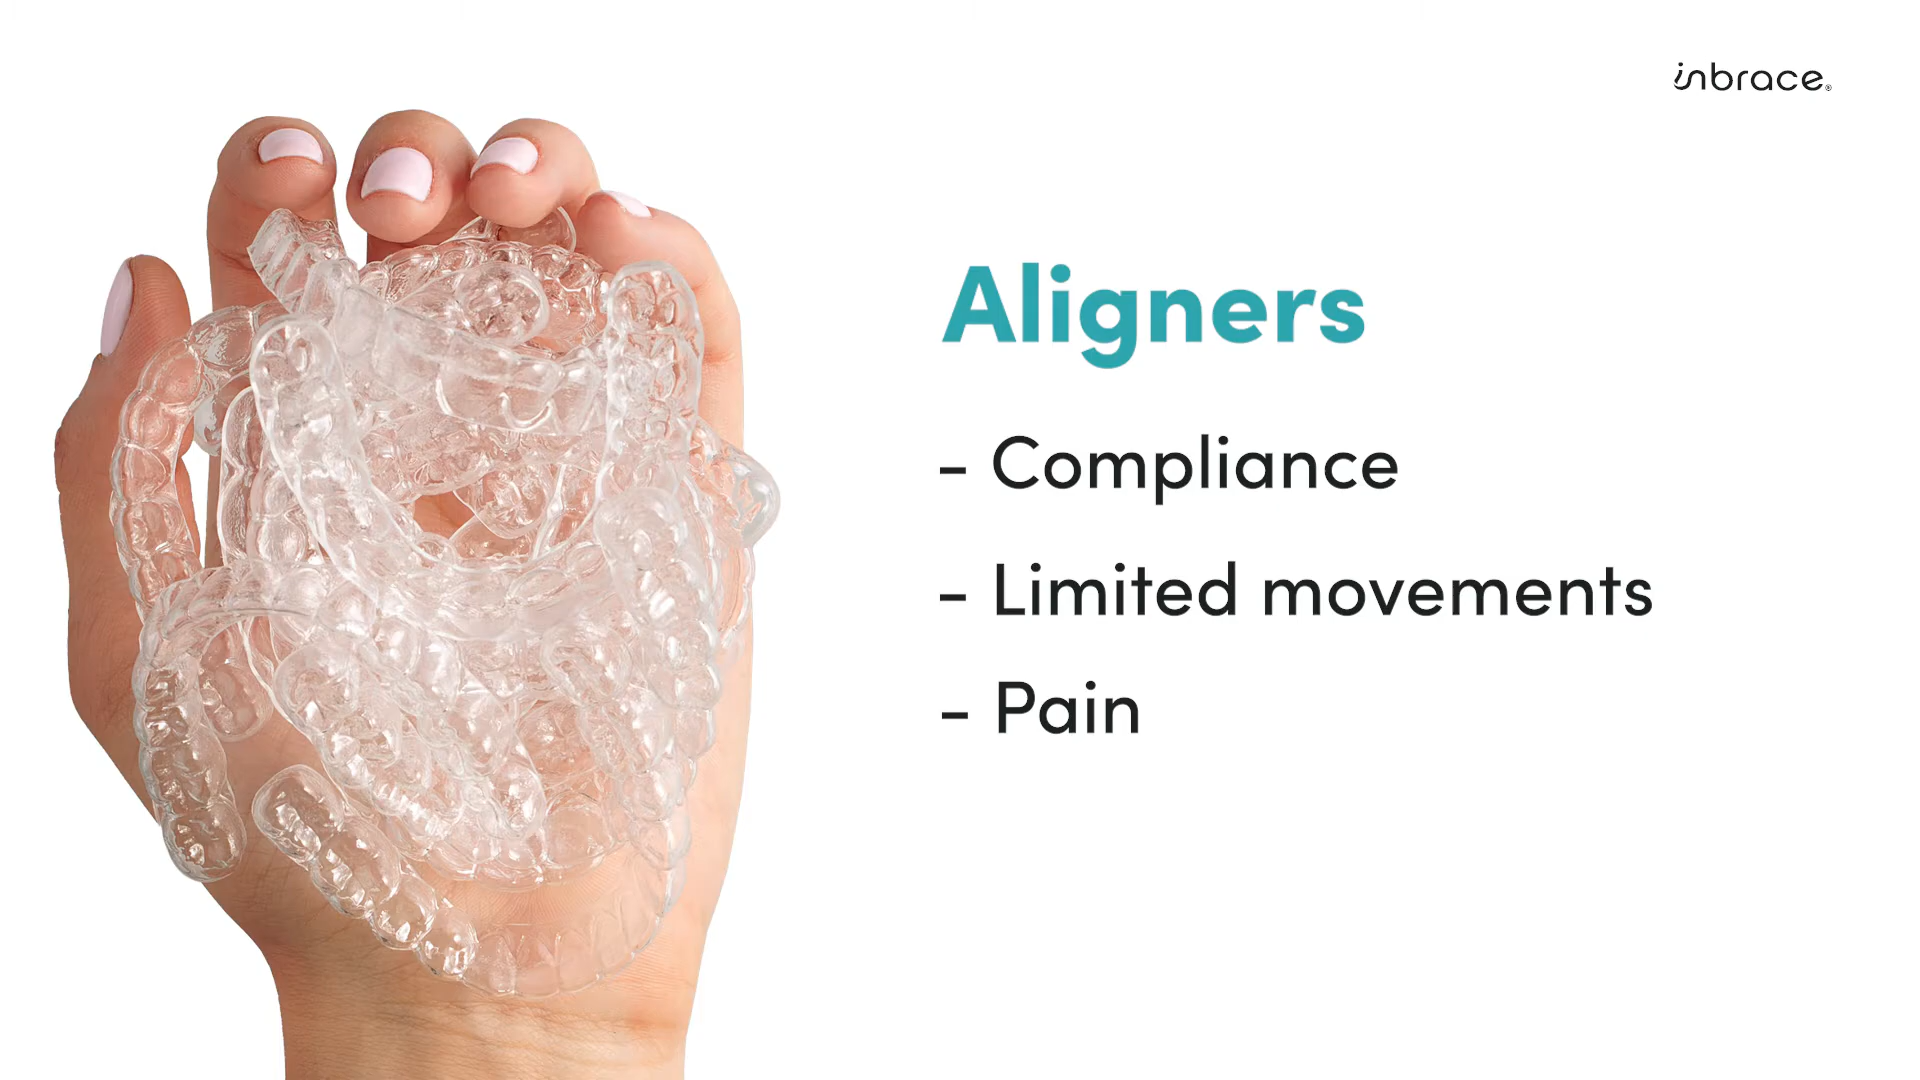 inbrace®
Aligners
- Compliance
- Limited movements
- Pain